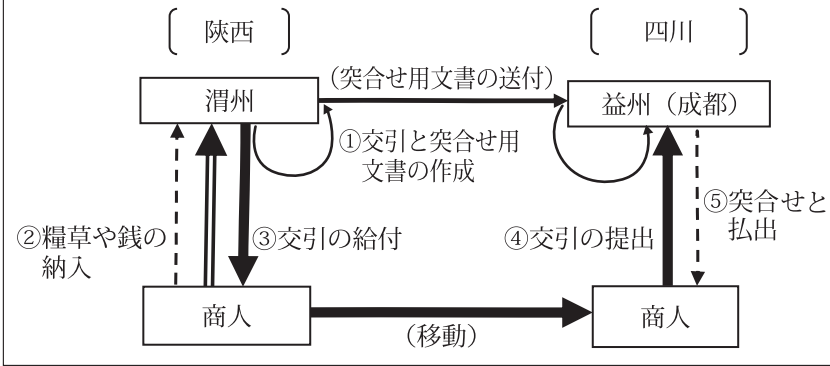 〔 陝西 〕
〔 四川 〕
渭州
(突合せ用文書の送付)
益州(成都)
①交引と突合せ用
文書の作成
②糧草や銭の
納入
③交引の給付
④交引の提出
⑤突合せと
払出
商人
(移動)
商人